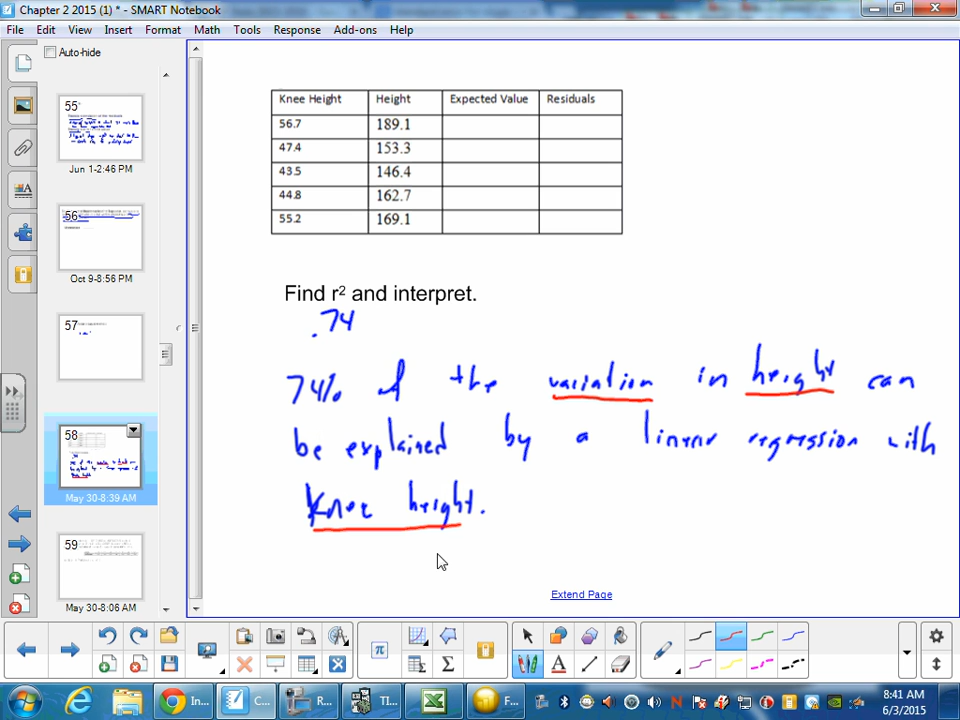 Chapter 2 2015 (1) * - SMART Notebook
File Edit View Insert Format Math Tools Response Add-ons Help
Auto-hide
55
Jun 1-2:46 PM
56
Oct 9-8:56 PM
57
58
May 30-8:39 AM
59
May 30-8:06 AM
Knee Height Height Expected Value Residuals
56.7 189.1
47.4 153.3
43.5 146.4
44.8 162.7
55.2 169.1
Find r² and interpret.
.74
74% of the variation in height can
be explained by a linear regression with
knee height.
Extend Page
In... C... R... TI... F...
8:41 AM
6/3/2015